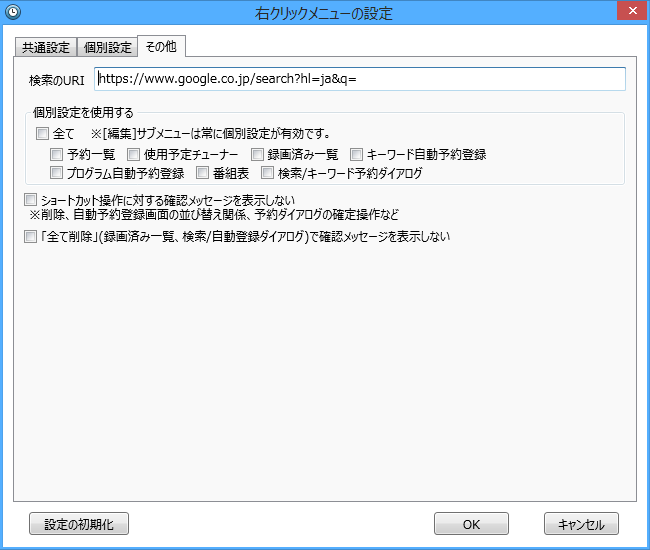 右クリックメニューの設定
共通設定 個別設定 その他
検索のURI https://www.google.co.jp/search?hl=ja&q=
個別設定を使用する
全て ※[編集]サブメニューは常に個別設定が有効です。
予約一覧 使用予定チューナー 録画済み一覧 キーワード自動予約登録
プログラム自動予約登録 番組表 検索/キーワード予約ダイアログ
ショートカット操作に対する確認メッセージを表示しない
※削除、自動予約登録画面の並び替え関係、予約ダイアログの確定操作など
「全て削除」(録画済み一覧、検索/自動登録ダイアログ)で確認メッセージを表示しない
設定の初期化 OK キャンセル